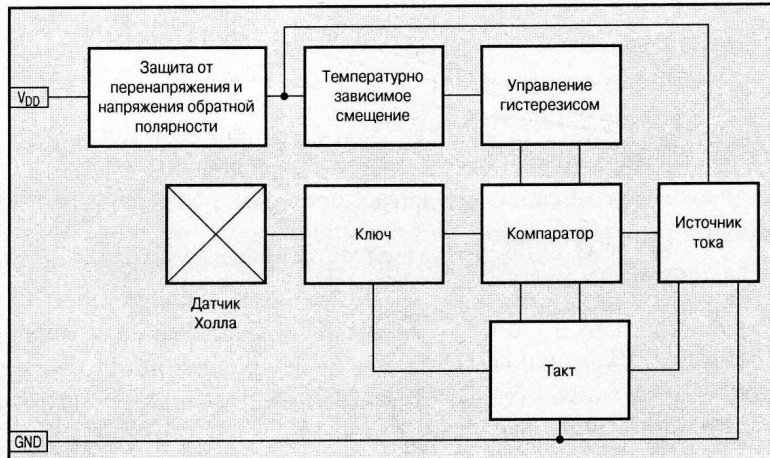 Защита от
перенапряжения и
напряжения обратной
полярности
Температурно
зависимое
смещение
Управление
гистерезисом
VDD
Ключ
Компаратор
Источник
тока
Датчик
Холла
Такт
GND